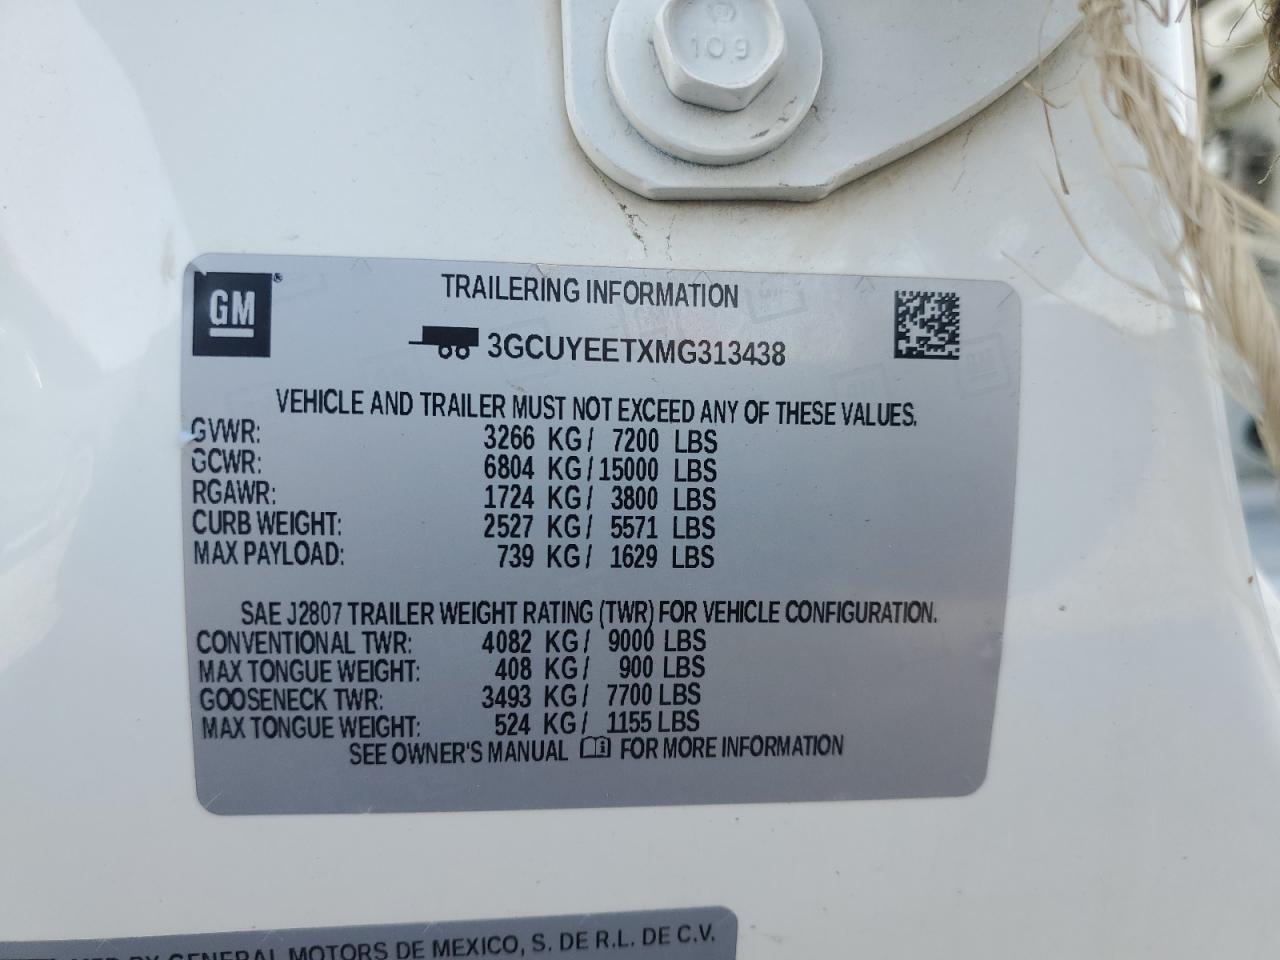 109
GM®
TRAILERING INFORMATION
3GCUYEETXMG313438
VEHICLE AND TRAILER MUST NOT EXCEED ANY OF THESE VALUES.
GVWR: 3266 KG/ 7200 LBS
GCWR: 6804 KG/15000 LBS
RGAWR: 1724 KG/ 3800 LBS
CURB WEIGHT: 2527 KG/ 5571 LBS
MAX PAYLOAD: 739 KG/ 1629 LBS
SAE J2807 TRAILER WEIGHT RATING (TWR) FOR VEHICLE CONFIGURATION.
CONVENTIONAL TWR: 4082 KG/ 9000 LBS
MAX TONGUE WEIGHT: 408 KG/ 900 LBS
GOOSENECK TWR: 3493 KG/ 7700 LBS
MAX TONGUE WEIGHT: 524 KG/ 1155 LBS
SEE OWNER'S MANUAL FOR MORE INFORMATION
MFD BY GENERAL MOTORS DE MEXICO, S. DE R.L. DE C.V.